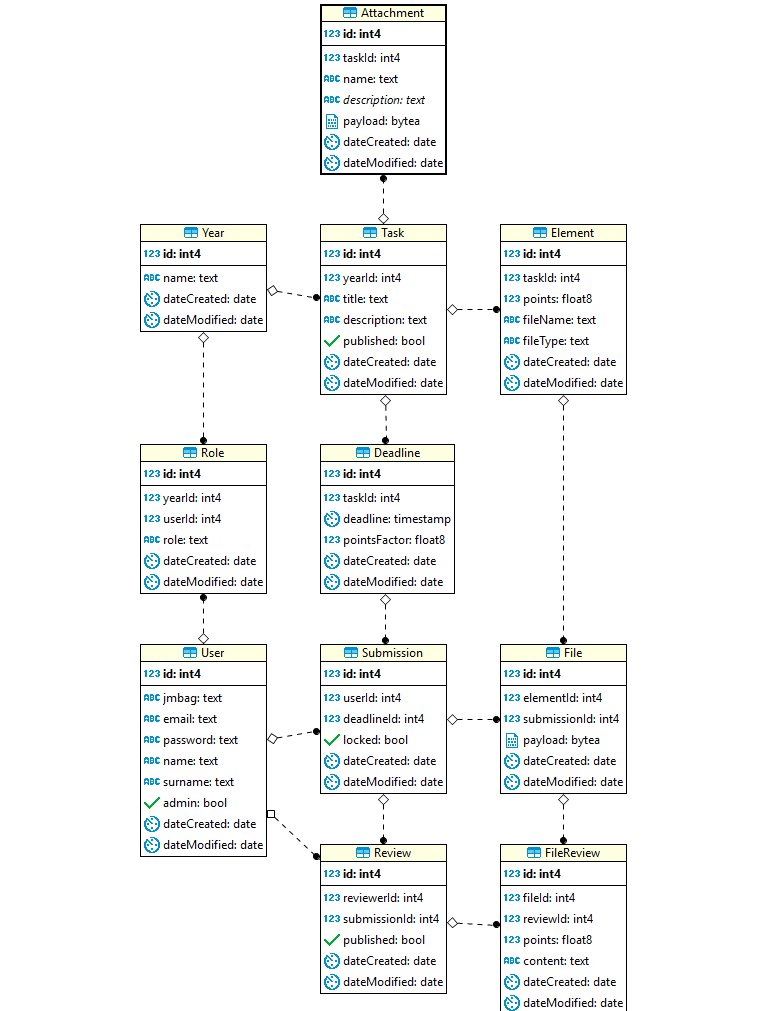 Attachment
123 id: int4
123 taskId: int4
ABC name: text
ABC description: text
payload: bytea
dateCreated: date
dateModified: date
Year
123 id: int4
ABC name: text
dateCreated: date
dateModified: date
Task
123 id: int4
123 yearId: int4
ABC title: text
ABC description: text
published: bool
dateCreated: date
dateModified: date
Element
123 id: int4
123 taskId: int4
123 points: float8
ABC fileName: text
ABC fileType: text
dateCreated: date
dateModified: date
Role
123 id: int4
123 yearId: int4
123 userId: int4
ABC role: text
dateCreated: date
dateModified: date
Deadline
123 id: int4
123 taskId: int4
deadline: timestamp
123 pointsFactor: float8
dateCreated: date
dateModified: date
User
123 id: int4
ABC jmbag: text
ABC email: text
ABC password: text
ABC name: text
ABC surname: text
admin: bool
dateCreated: date
dateModified: date
Submission
123 id: int4
123 userId: int4
123 deadlineId: int4
locked: bool
dateCreated: date
dateModified: date
File
123 id: int4
123 elementId: int4
123 submissionId: int4
payload: bytea
dateCreated: date
dateModified: date
Review
123 id: int4
123 reviewerId: int4
123 submissionId: int4
published: bool
dateCreated: date
dateModified: date
FileReview
123 id: int4
123 fileId: int4
123 reviewId: int4
123 points: float8
ABC content: text
dateCreated: date
dateModified: date